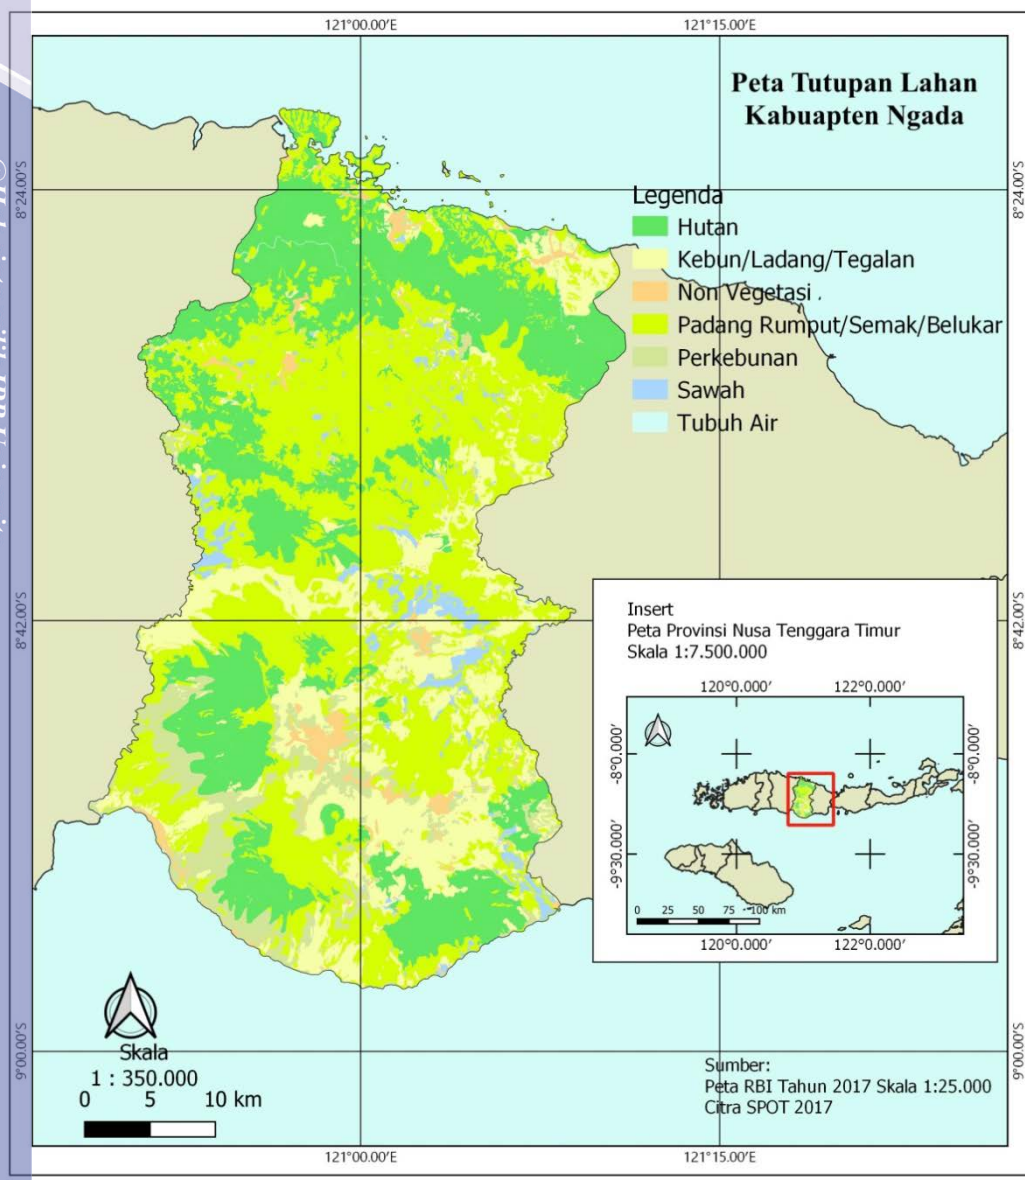 121°00.00'E
121°15.00'E
Peta Tutupan Lahan
Kabuapten Ngada
8°24.00'S
8°24.00'S
Legenda
Hutan
Kebun/Ladang/Tegalan
Non Vegetasi
Padang Rumput/Semak/Belukar
Perkebunan
Sawah
Tubuh Air
8°42.00'S
8°42.00'S
Insert
Peta Provinsi Nusa Tenggara Timur
Skala 1:7.500.000
120°0.000'
122°0.000'
-8°0.000'
-8°0.000'
-9°30.000'
-9°30.000'
0 25 50 75 100 km
120°0.000'
122°0.000'
Skala
1 : 350.000
0 5 10 km
9°00.00'S
9°00.00'S
Sumber:
Peta RBI Tahun 2017 Skala 1:25.000
Citra SPOT 2017
121°00.00'E
121°15.00'E